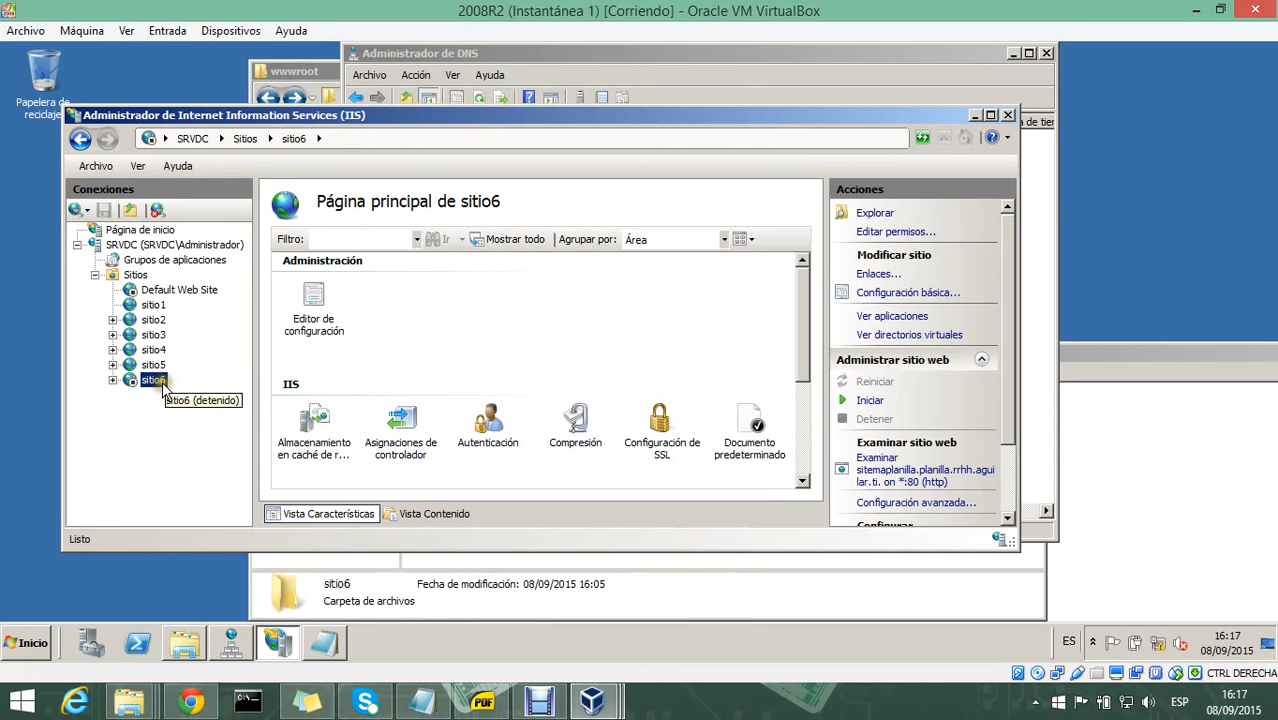 2008R2 (Instantánea 1) [Corriendo] - Oracle VM VirtualBox
Archivo Máquina Ver Entrada Dispositivos Ayuda
Papelera de
reciclaje
wwwroot
Administrador de DNS
Archivo Acción Ver Ayuda
Administrador de Internet Information Services (IIS)
SRVDC Sitios sitio6
Archivo Ver Ayuda
Conexiones
Página de inicio
SRVDC (SRVDC\Administrador)
Grupos de aplicaciones
Sitios
Default Web Site
sitio1
sitio2
sitio3
sitio4
sitio5
sitio6
sitio6 (detenido)
Página principal de sitio6
Filtro: Ir Mostrar todo Agrupar por: Área
Administración
Editor de
configuración
IIS
Almacenamiento
en caché de r...
Asignaciones de
controlador
Autenticación
Compresión
Configuración de
SSL
Documento
predeterminado
Vista Características Vista Contenido
Acciones
Explorar
Editar permisos...
Modificar sitio
Enlaces...
Configuración básica...
Ver aplicaciones
Ver directorios virtuales
Administrar sitio web
Reiniciar
Iniciar
Detener
Examinar sitio web
Examinar
sitemaplanilla.planilla.rrhh.agui
lar.ti. on *:80 (http)
Configuración avanzada...
Configurar
Listo
sitio6 Fecha de modificación: 08/09/2015 16:05
Carpeta de archivos
Inicio
ES
16:17
08/09/2015
CTRL DERECHA
PDF
ESP
16:17
08/09/2015